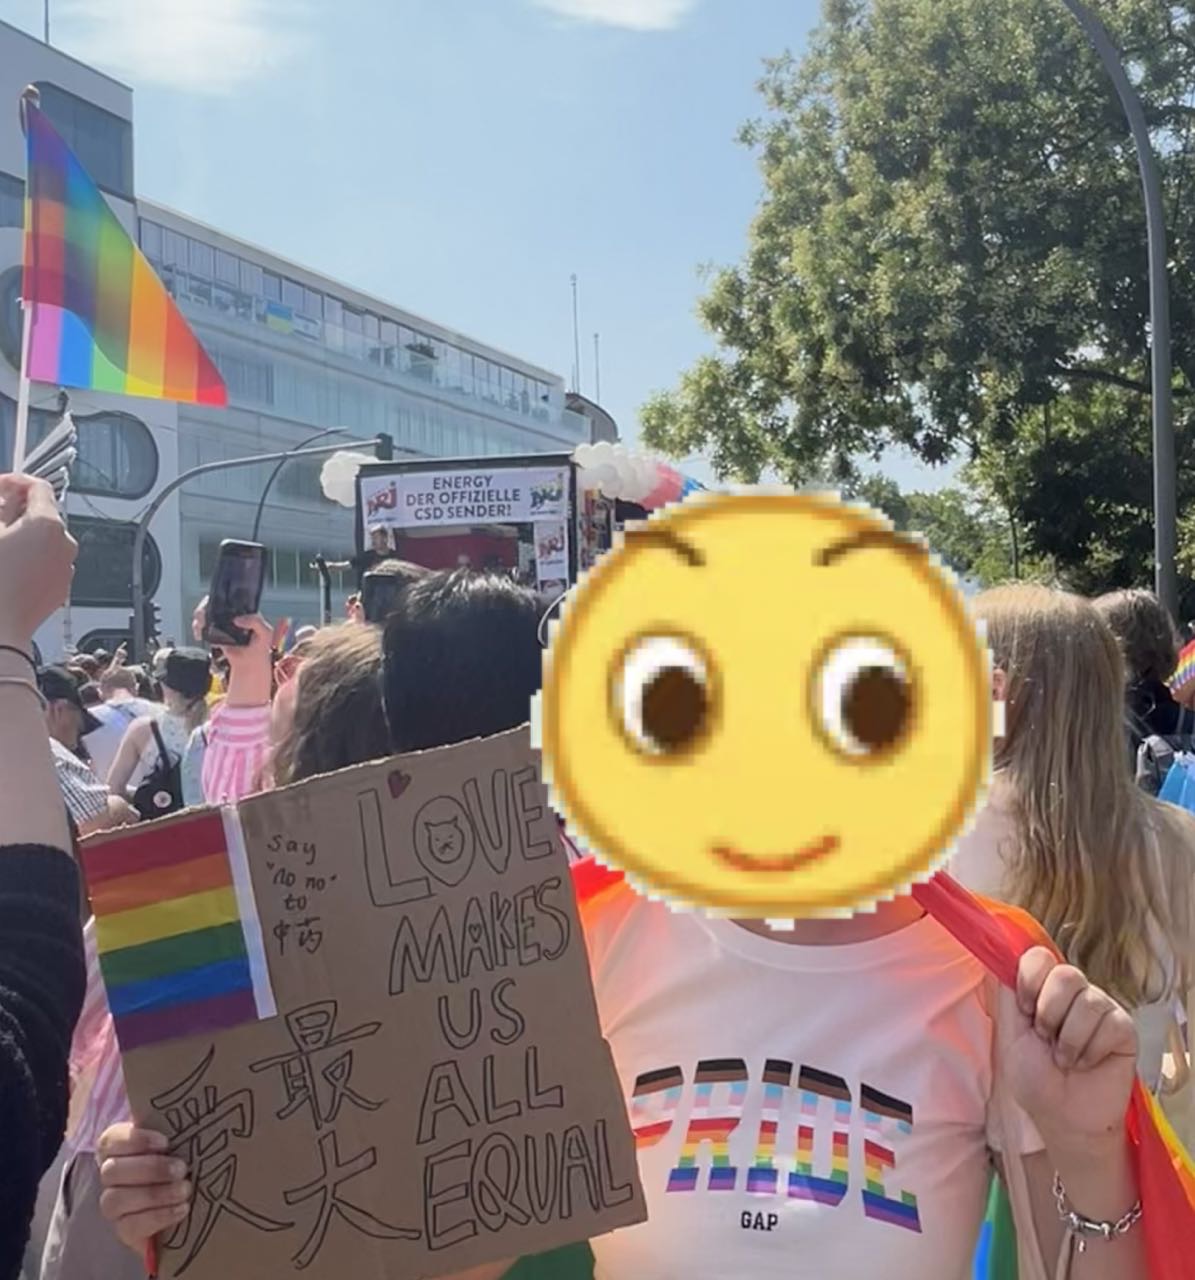 ENERGY
DER OFFIZIELLE
CSD SENDER!
LOVE
MAKES
US
ALL
EQUAL
say
"no no"
to
中药
爱最大
PRIDE
GAP